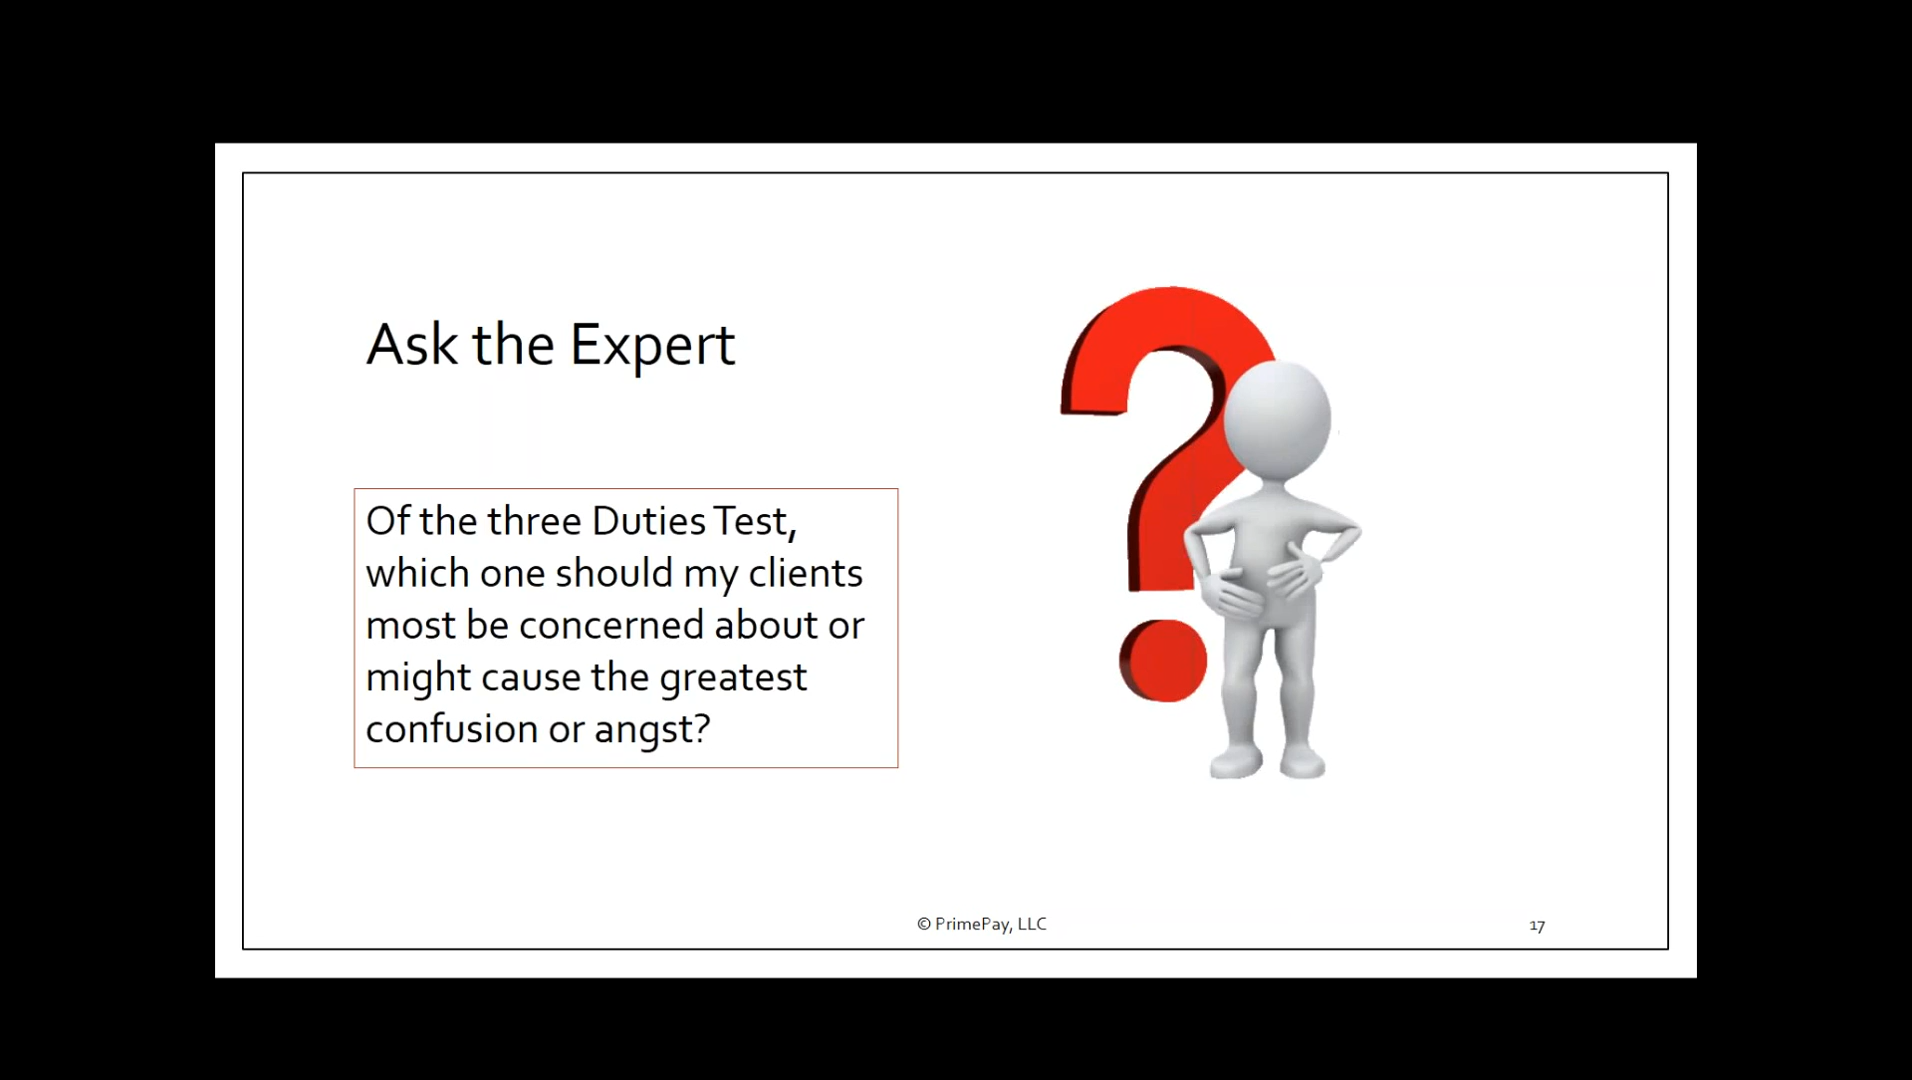 Ask the Expert
Of the three Duties Test,
which one should my clients
most be concerned about or
might cause the greatest
confusion or angst?
© PrimePay, LLC
17